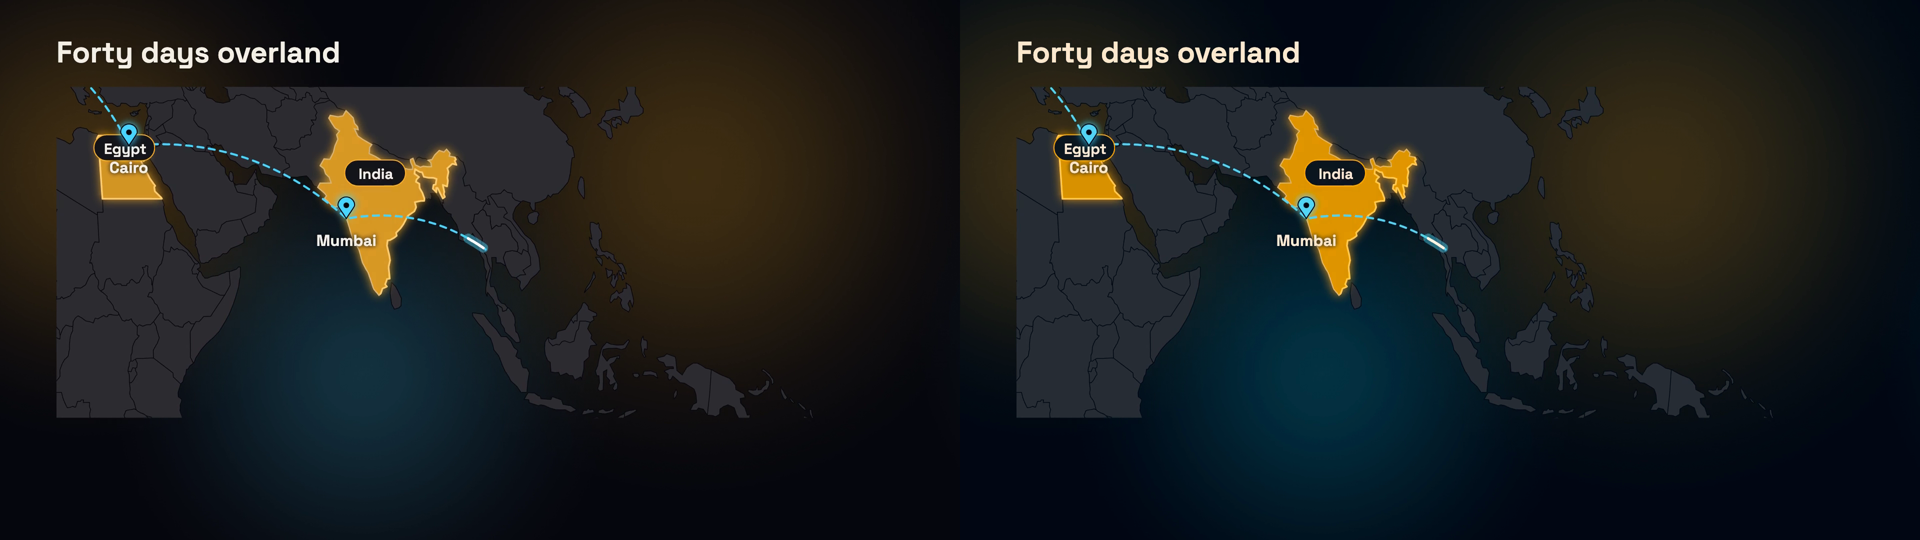 Forty days overland
Egypt
Cairo
India
Mumbai
Forty days overland
Egypt
Cairo
India
Mumbai